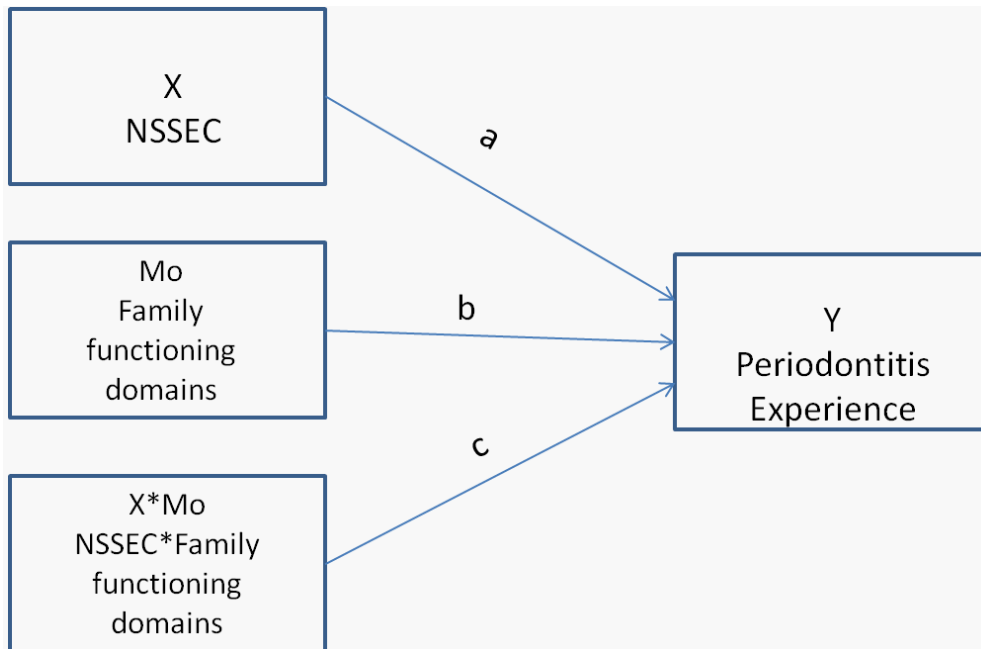 X
NSSEC
a
Mo
Family
functioning
domains
b
Y
Periodontitis
Experience
c
X*Mo
NSSEC*Family
functioning
domains